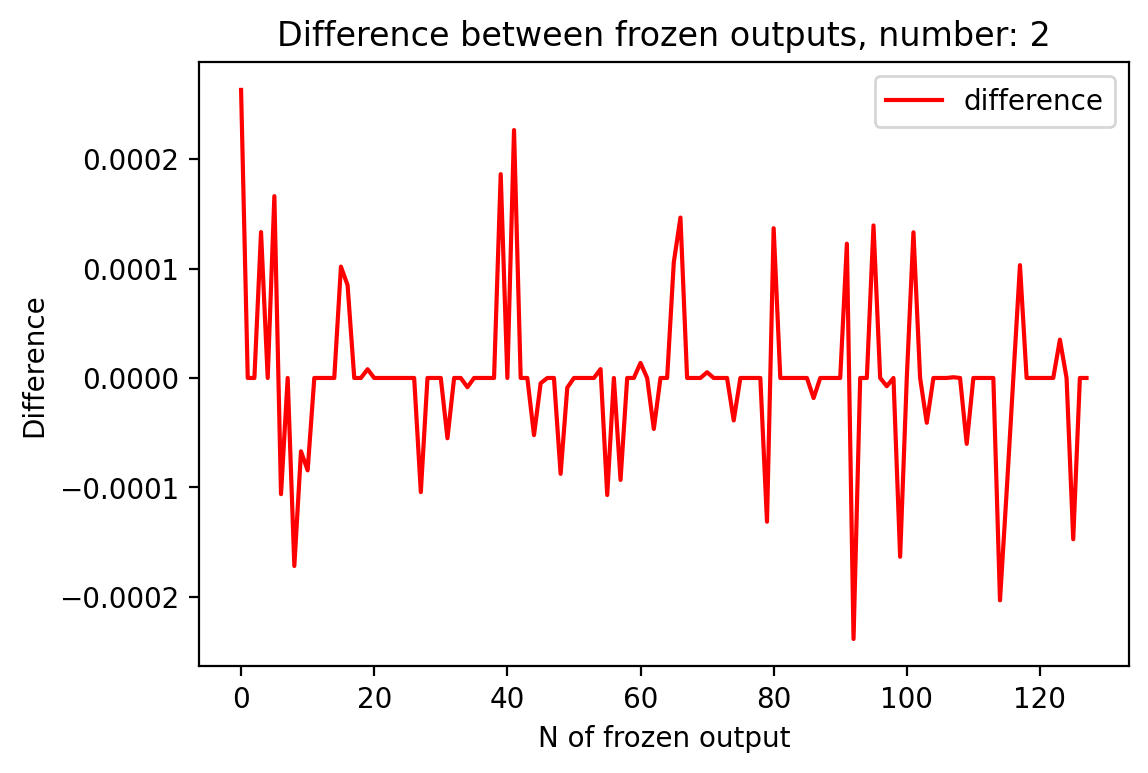 Difference between frozen outputs, number: 2
difference
0.0002
0.0001
0.0000
−0.0001
−0.0002
Difference
0 20 40 60 80 100 120
N of frozen output